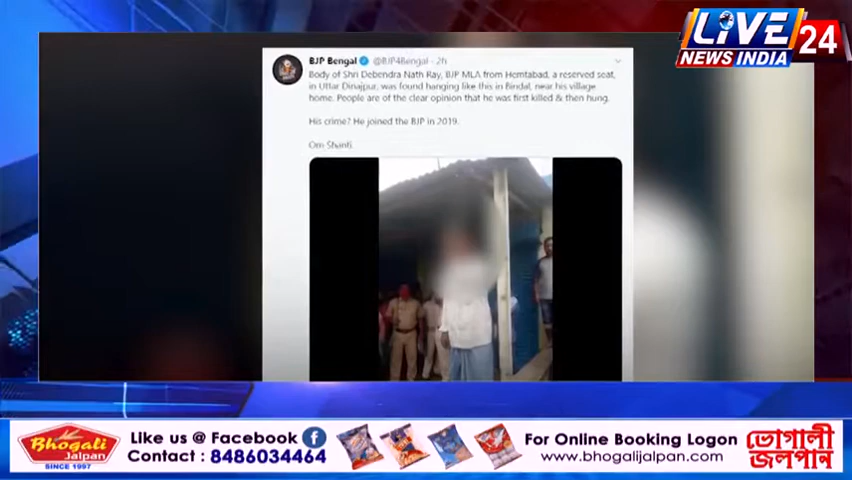 LIVE 24
NEWS INDIA
BJP Bengal @BJP4Bengal · 2h
Body of Shri Debendra Nath Ray, BJP MLA from Hemtabad, a reserved seat,
in Uttar Dinajpur, was found hanging like this in Bindal, near his village
home. People are of the clear opinion that he was first killed & then hung.
His crime? He joined the BJP in 2019.
Om Shanti.
Bhogali
Jalpan
SINCE 1997
Like us @ Facebook
Contact : 8486034464
For Online Booking Logon
www.bhogalijalpan.com
ভোগালী
জলপান